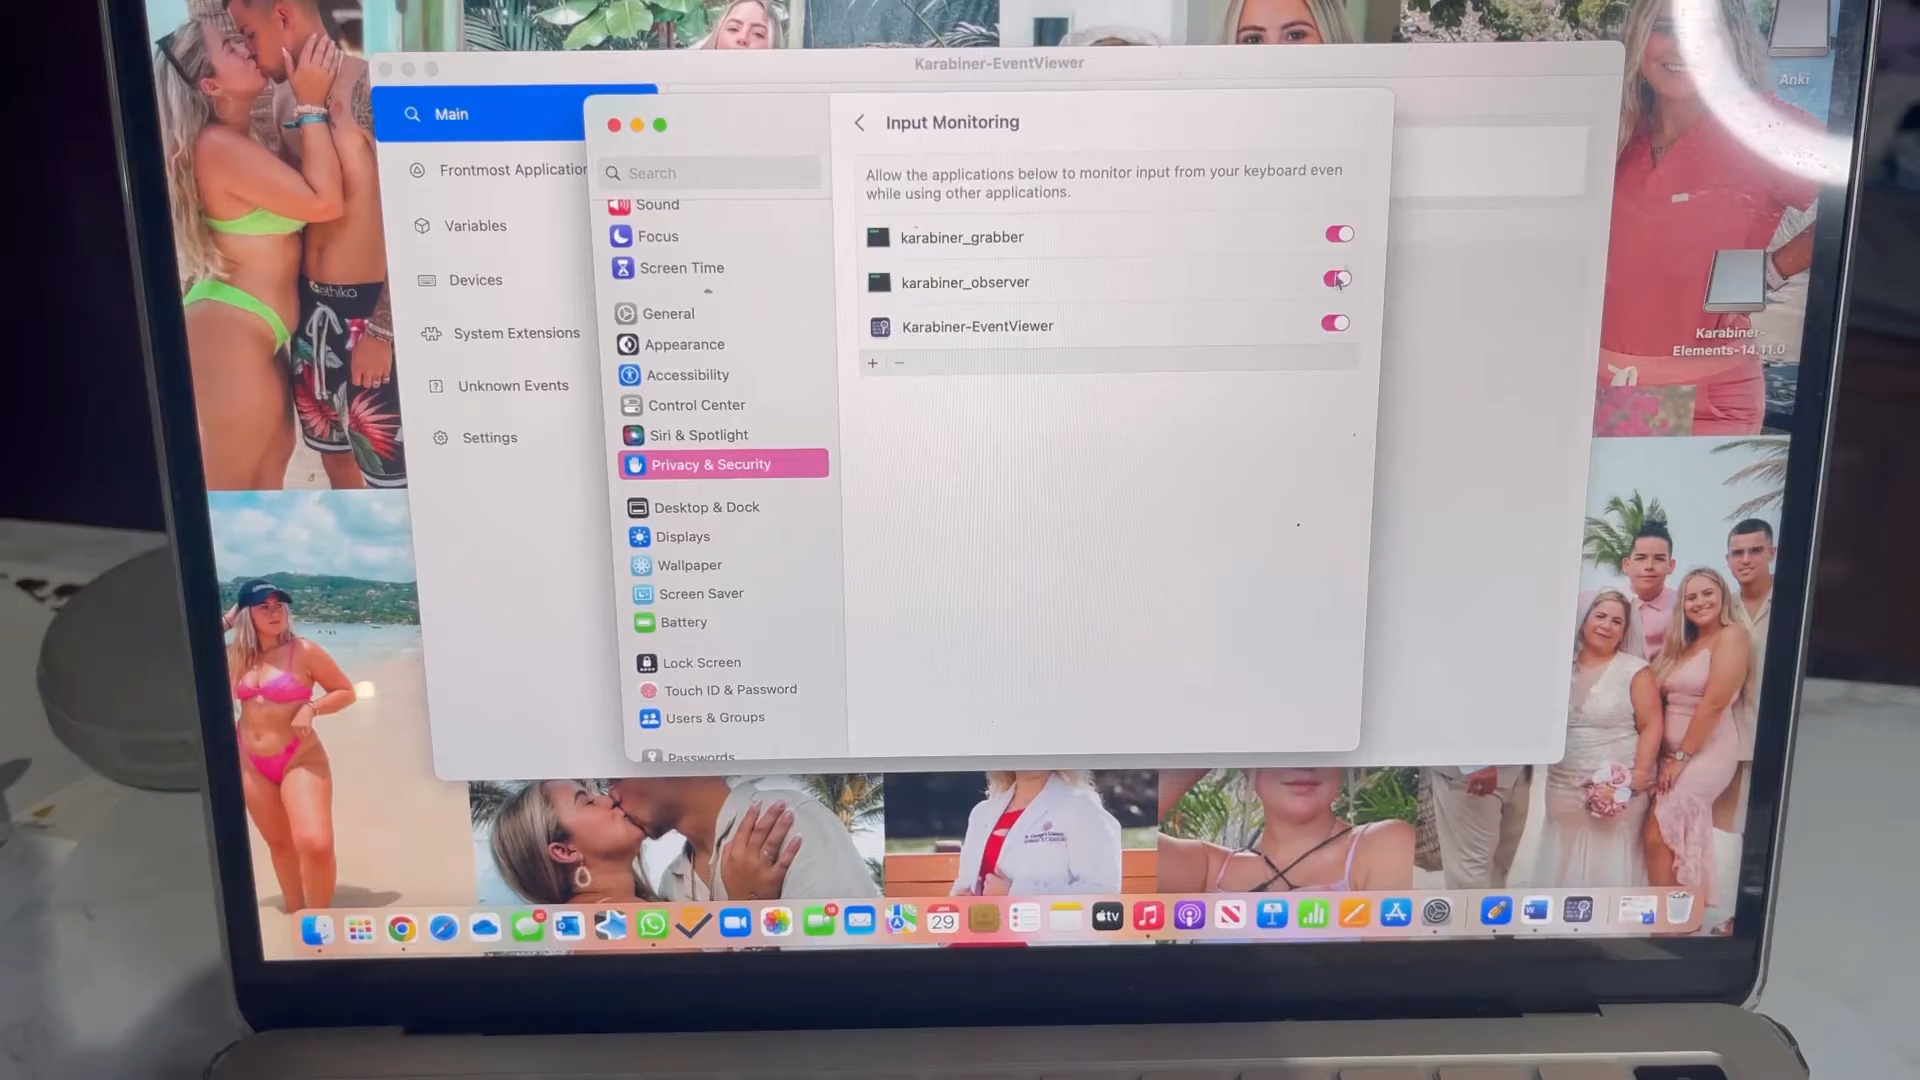 Karabiner-EventViewer
Main
Frontmost Application
Variables
Devices
System Extensions
Unknown Events
Settings
Search
Sound
Focus
Screen Time
General
Appearance
Accessibility
Control Center
Siri & Spotlight
Privacy & Security
Desktop & Dock
Displays
Wallpaper
Screen Saver
Battery
Lock Screen
Touch ID & Password
Users & Groups
Passwords
Input Monitoring
Allow the applications below to monitor input from your keyboard even
while using other applications.
karabiner_grabber
karabiner_observer
Karabiner-EventViewer
Anki
Karabiner-
Elements-14.11.0
ethika
JAN
29
tv